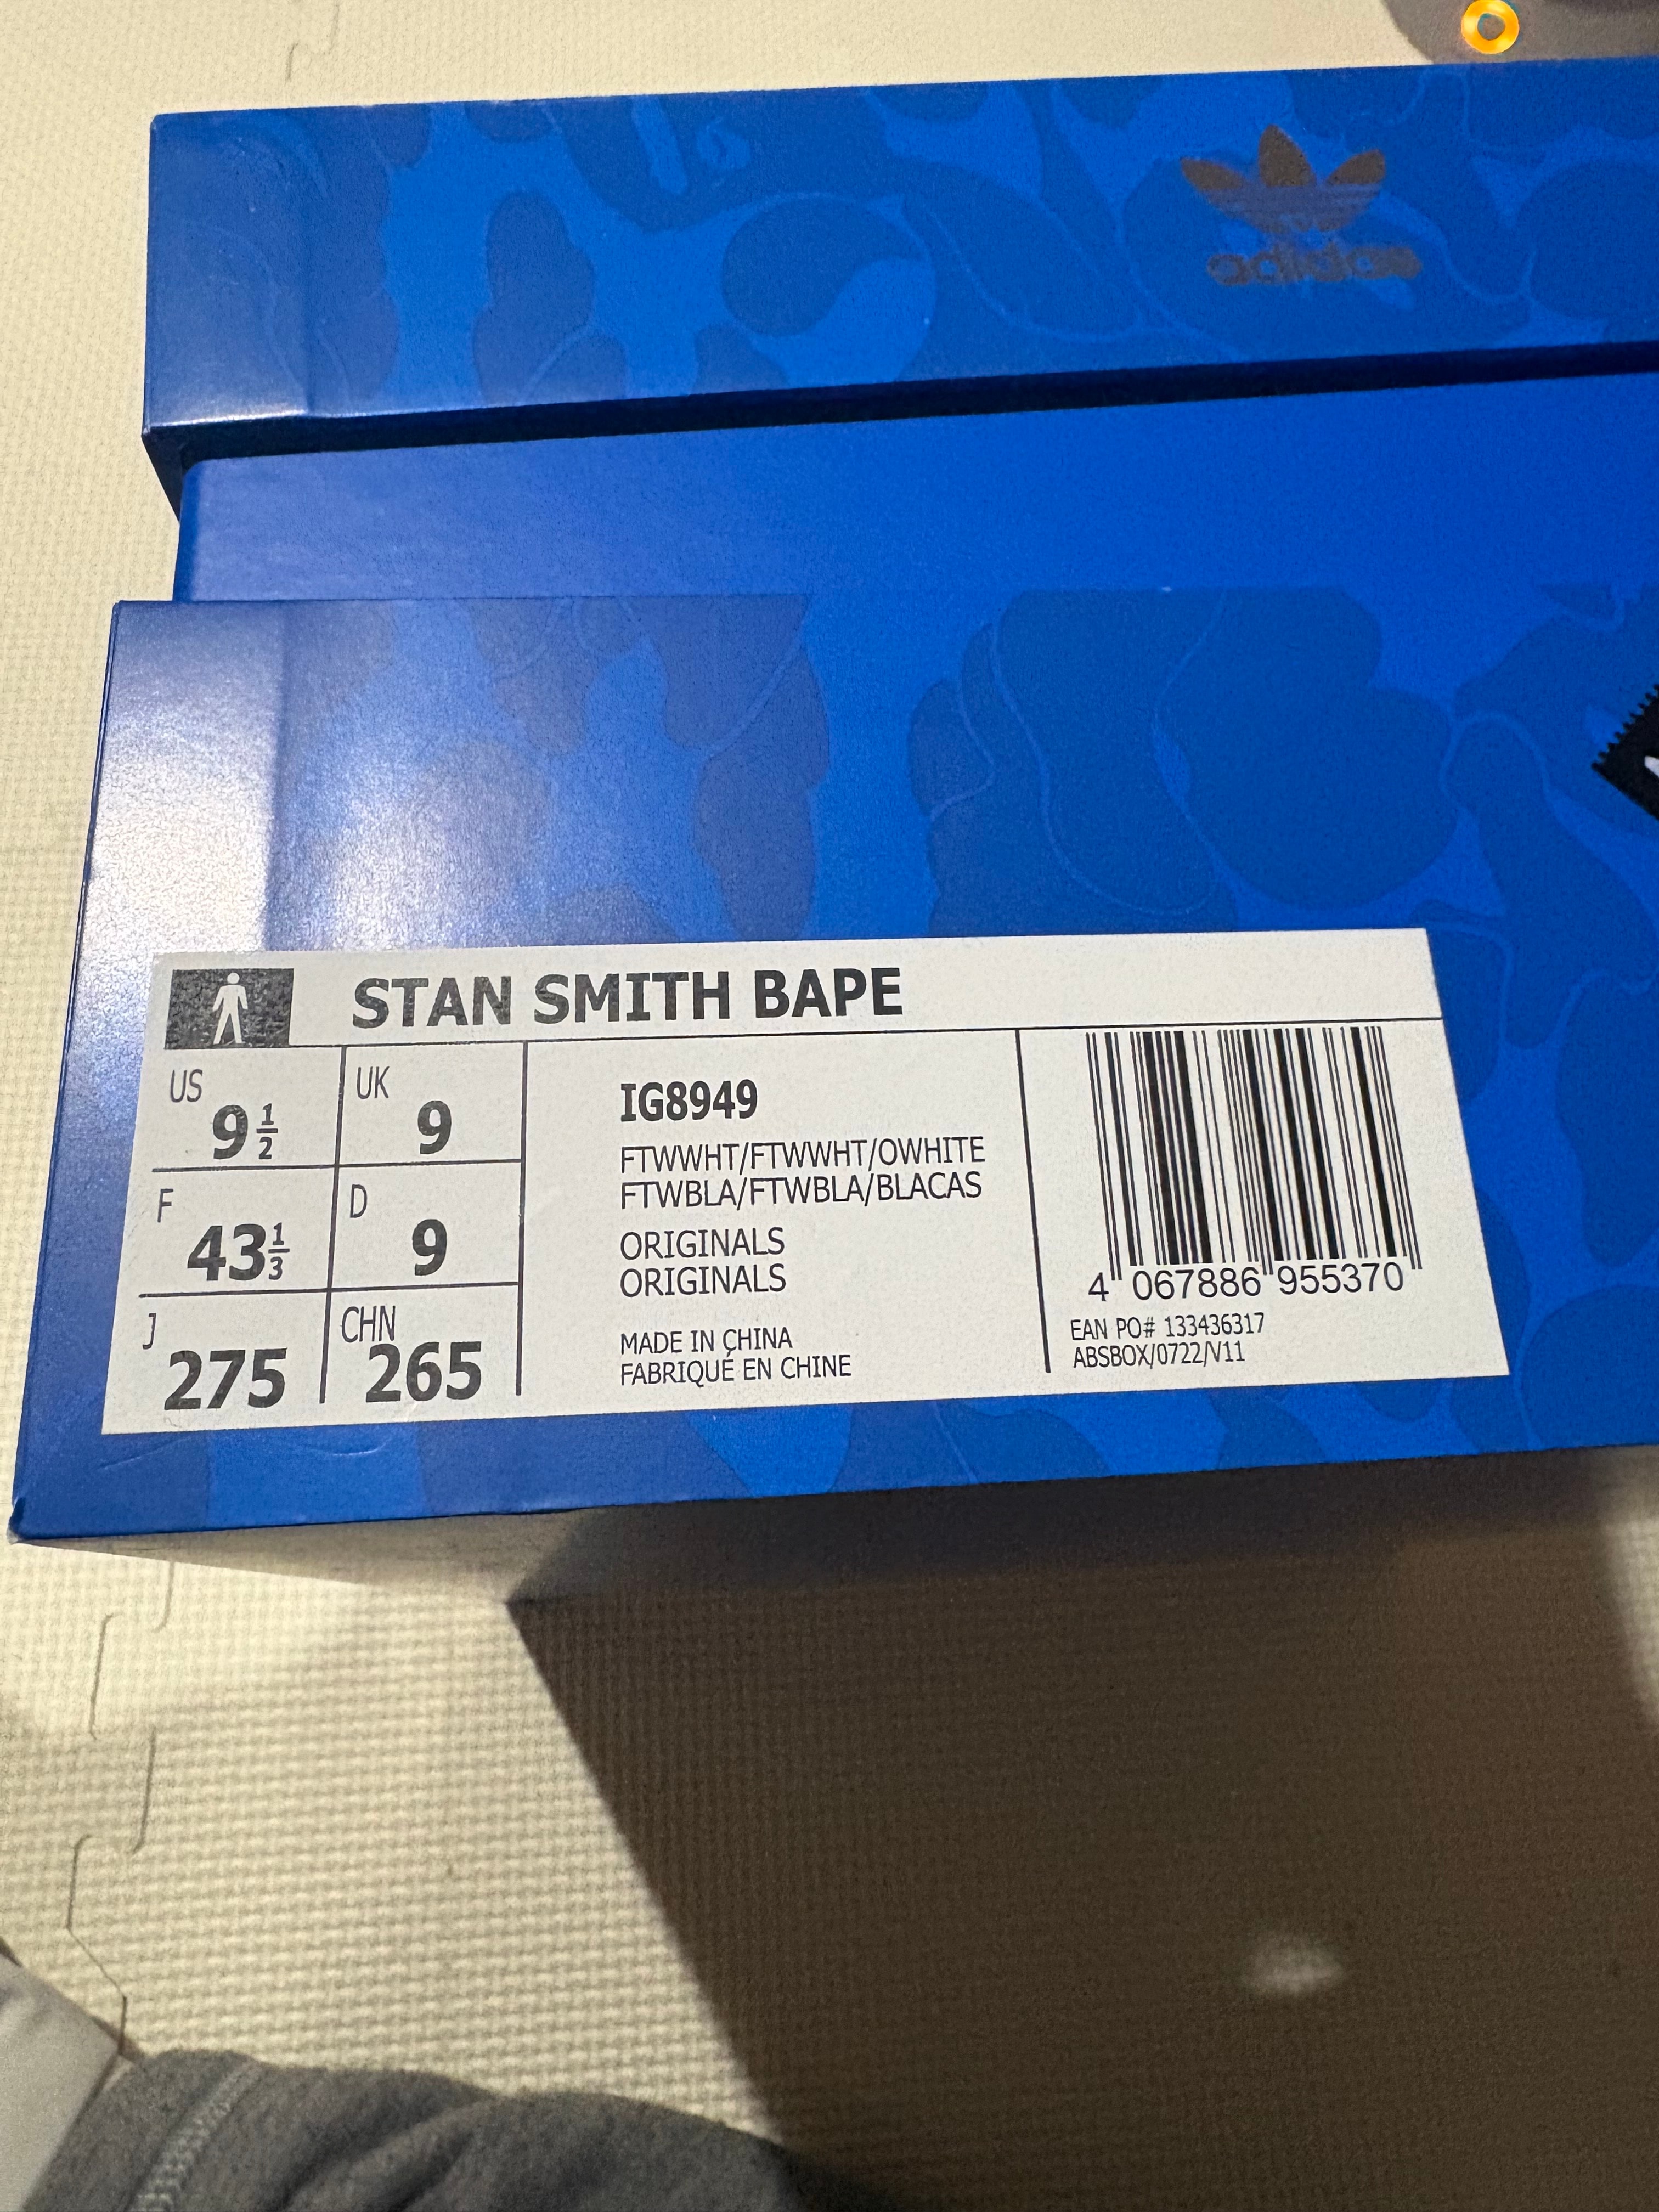 adidas
STAN SMITH BAPE
US
9 1/2
UK
9
F
43 1/3
D
9
J
275
CHN
265
IG8949
FTWWHT/FTWWHT/OWHITE
FTWBLA/FTWBLA/BLACAS
ORIGINALS
ORIGINALS
MADE IN CHINA
FABRIQUÉ EN CHINE
4 067886 955370
EAN PO# 133436317
ABSBOX/0722/V11